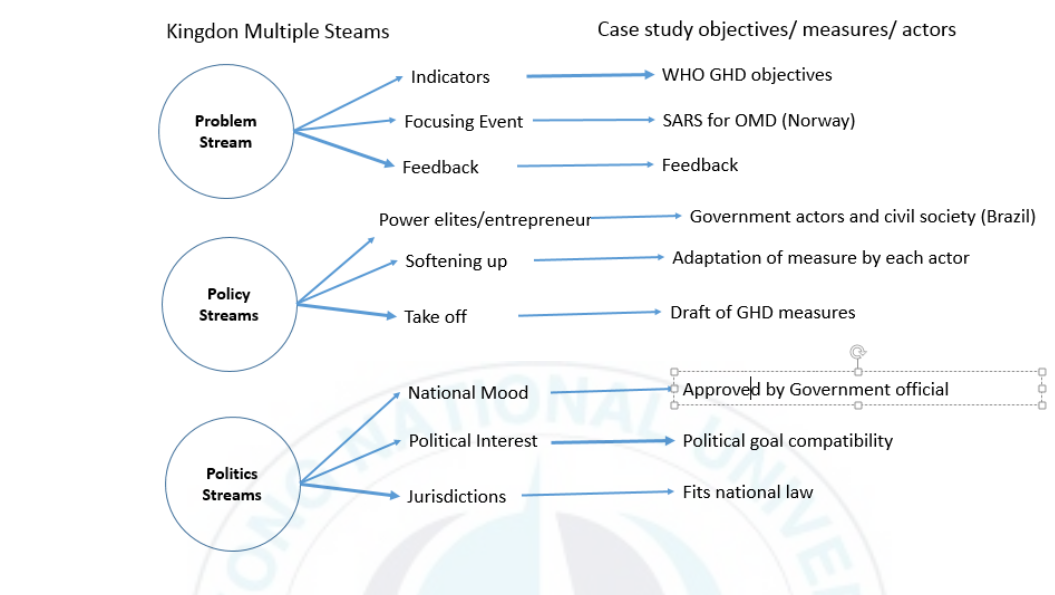 Kingdon Multiple Steams
Case study objectives/ measures/ actors
Problem
Stream
Indicators
WHO GHD objectives
Focusing Event
SARS for OMD (Norway)
Feedback
Feedback
Policy
Streams
Power elites/entrepreneur
Government actors and civil society (Brazil)
Softening up
Adaptation of measure by each actor
Take off
Draft of GHD measures
Politics
Streams
National Mood
Approved by Government official
Political Interest
Political goal compatibility
Jurisdictions
Fits national law
ONG NATIONAL UNIVER